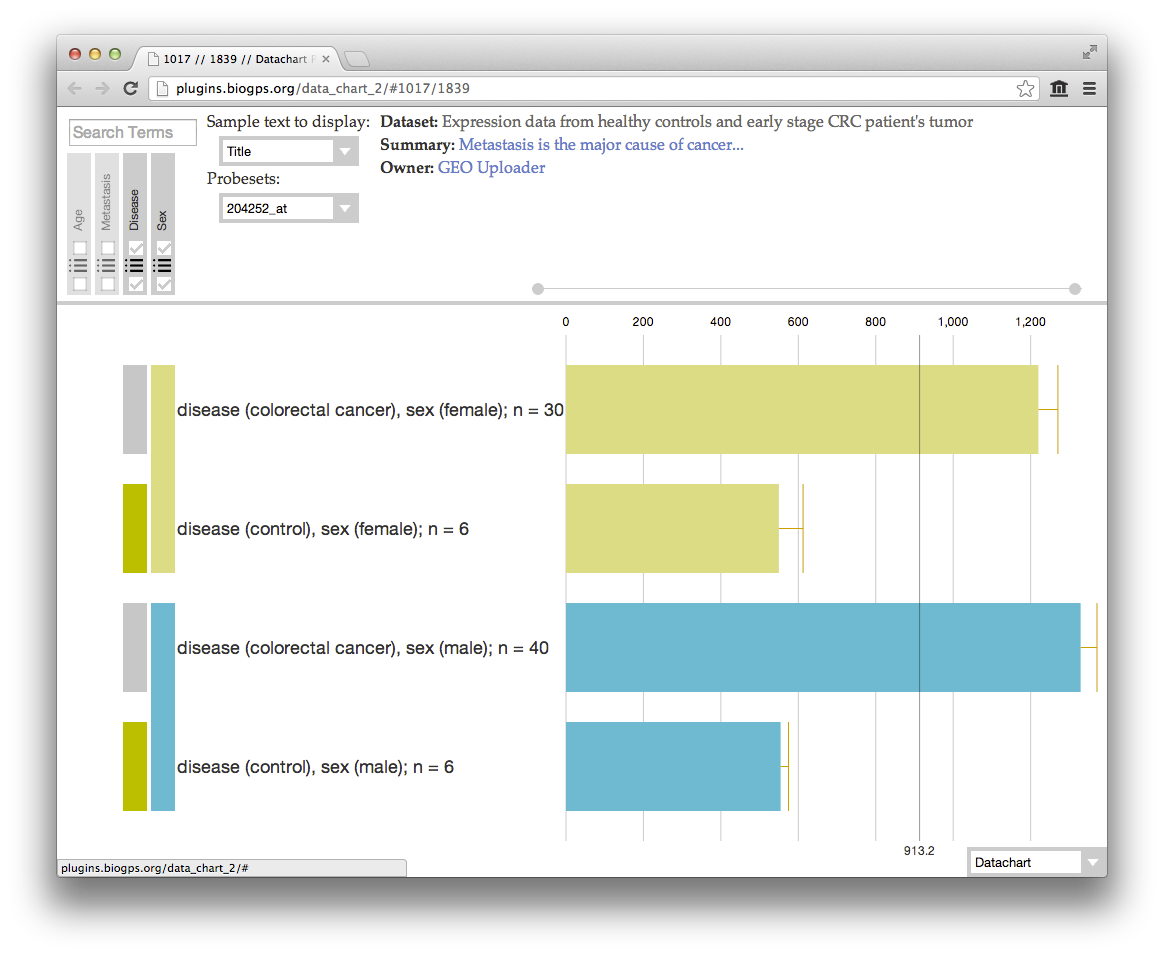 1017 // 1839 // Datachart
plugins.biogps.org/data_chart_2/#1017/1839
Search Terms
Age
Metastasis
Disease
Sex
Sample text to display:
Title
Probesets:
204252_at
Dataset: Expression data from healthy controls and early stage CRC patient's tumor
Summary: Metastasis is the major cause of cancer...
Owner: GEO Uploader
0 200 400 600 800 1,000 1,200
disease (colorectal cancer), sex (female); n = 30
disease (control), sex (female); n = 6
disease (colorectal cancer), sex (male); n = 40
disease (control), sex (male); n = 6
913.2
plugins.biogps.org/data_chart_2/#
Datachart